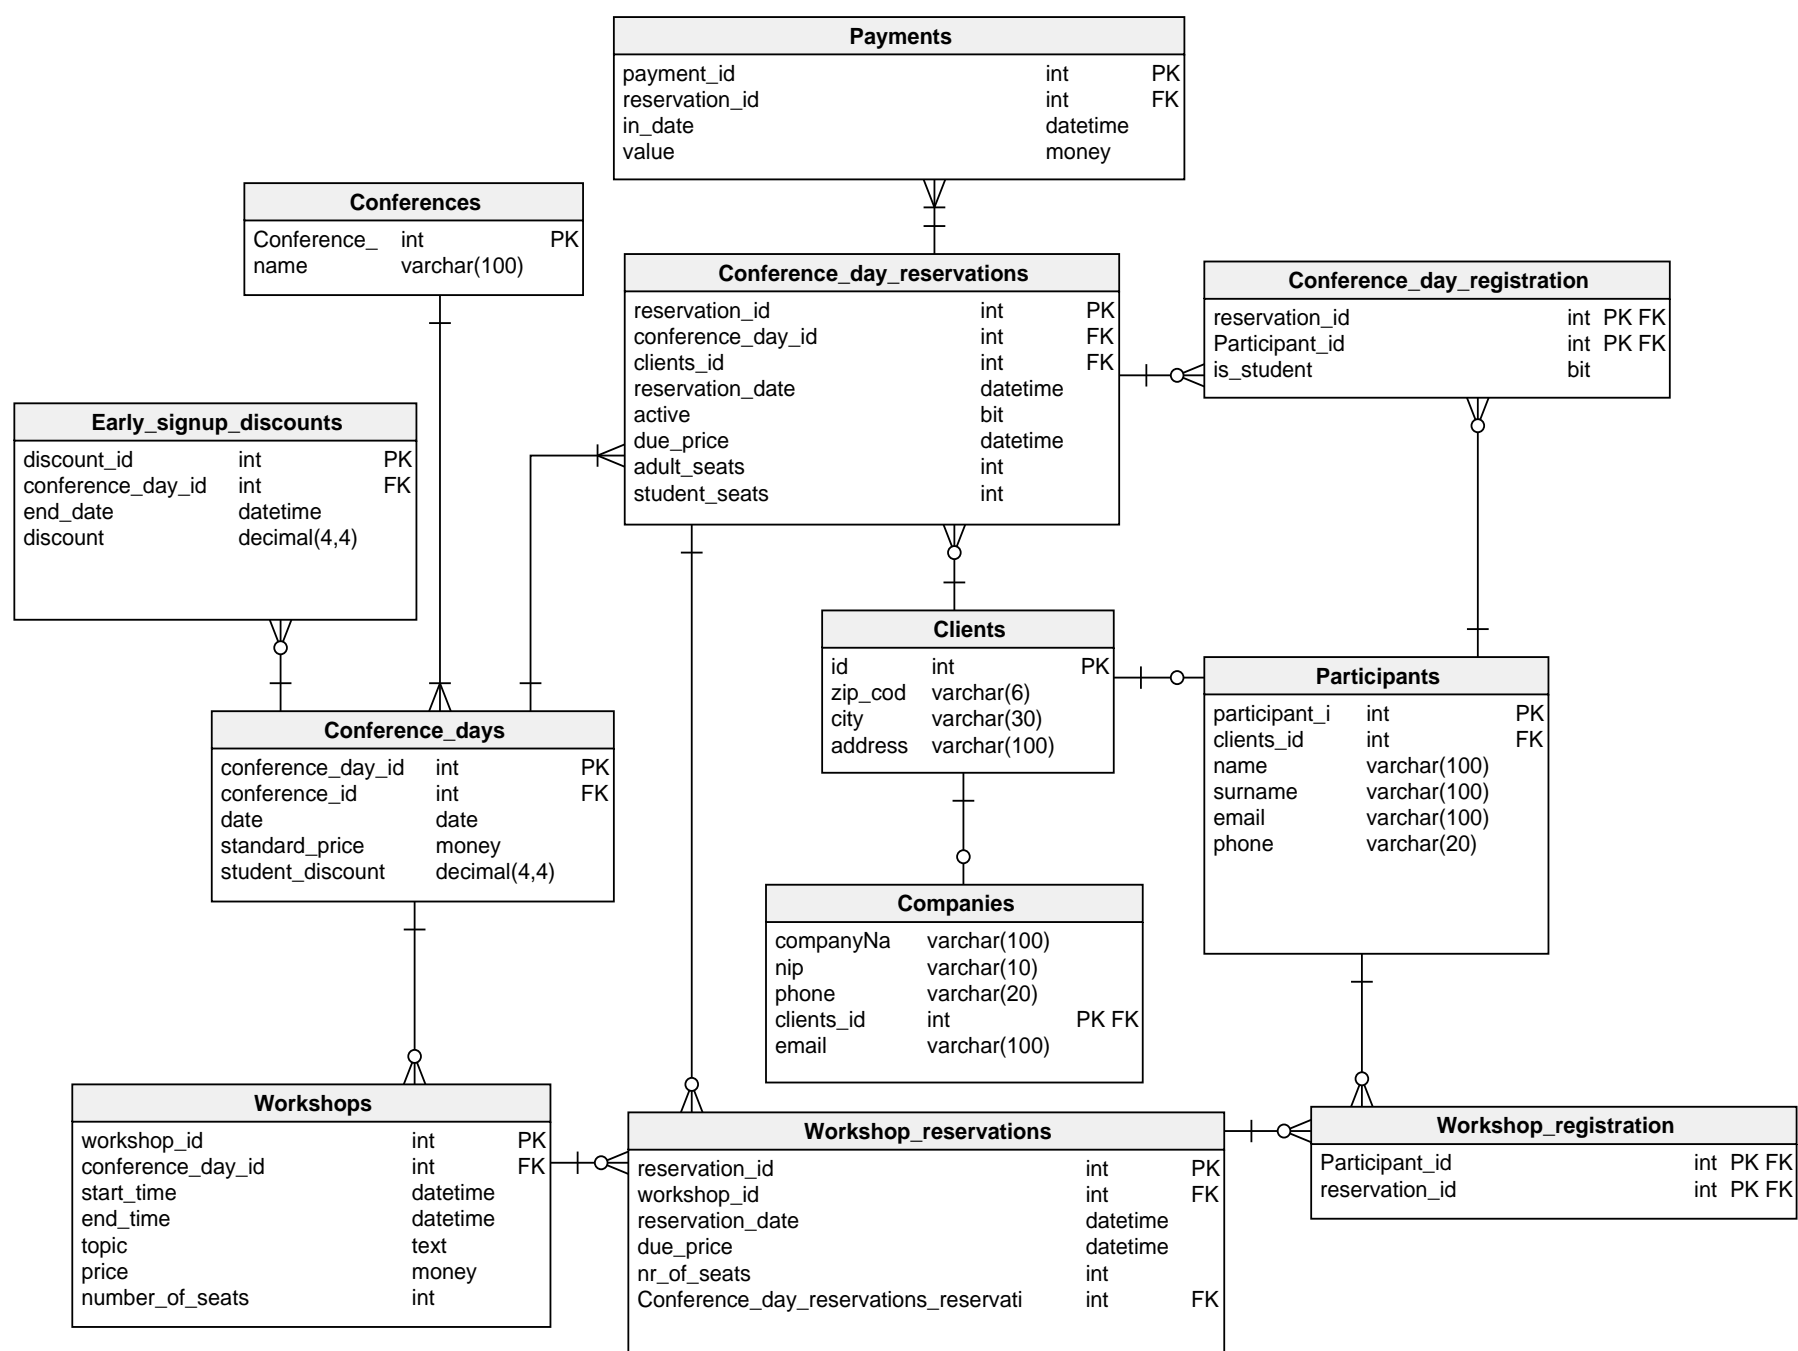 Payments
payment_id int PK
reservation_id int FK
in_date datetime
value money
Conferences
Conference_ int PK
name varchar(100)
Conference_day_reservations
reservation_id int PK
conference_day_id int FK
clients_id int FK
reservation_date datetime
active bit
due_price datetime
adult_seats int
student_seats int
Conference_day_registration
reservation_id int PK FK
Participant_id int PK FK
is_student bit
Early_signup_discounts
discount_id int PK
conference_day_id int FK
end_date datetime
discount decimal(4,4)
Clients
id int PK
zip_cod varchar(6)
city varchar(30)
address varchar(100)
Participants
participant_i int PK
clients_id int FK
name varchar(100)
surname varchar(100)
email varchar(100)
phone varchar(20)
Conference_days
conference_day_id int PK
conference_id int FK
date date
standard_price money
student_discount decimal(4,4)
Companies
companyNa varchar(100)
nip varchar(10)
phone varchar(20)
clients_id int PK FK
email varchar(100)
Workshops
workshop_id int PK
conference_day_id int FK
start_time datetime
end_time datetime
topic text
price money
number_of_seats int
Workshop_reservations
reservation_id int PK
workshop_id int FK
reservation_date datetime
due_price datetime
nr_of_seats int
Conference_day_reservations_reservati int FK
Workshop_registration
Participant_id int PK FK
reservation_id int PK FK